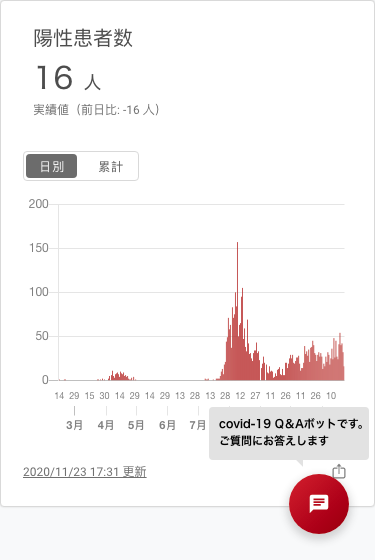 陽性患者数
16 人
実績値（前日比: -16 人）
日別 累計
200
150
100
50
0
14 29 15 30 14 29 14 29 13 28 13 28 12 27 11 26 11 26 10
3月 4月 5月 6月 7月
covid-19 Q&Aボットです。
ご質問にお答えします
2020/11/23 17:31 更新